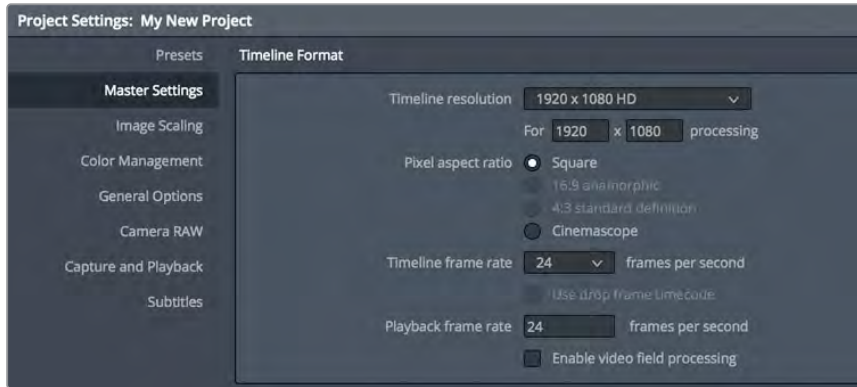 Project Settings: My New Project
Presets
Timeline Format
Master Settings
Timeline resolution 1920 x 1080 HD
Image Scaling
For 1920 x 1080 processing
Color Management
Pixel aspect ratio Square
16:9 anamorphic
General Options
4:3 standard definition
Camera RAW
Cinemascope
Capture and Playback
Timeline frame rate 24 frames per second
Subtitles
Use drop frame timecode
Playback frame rate 24 frames per second
Enable video field processing